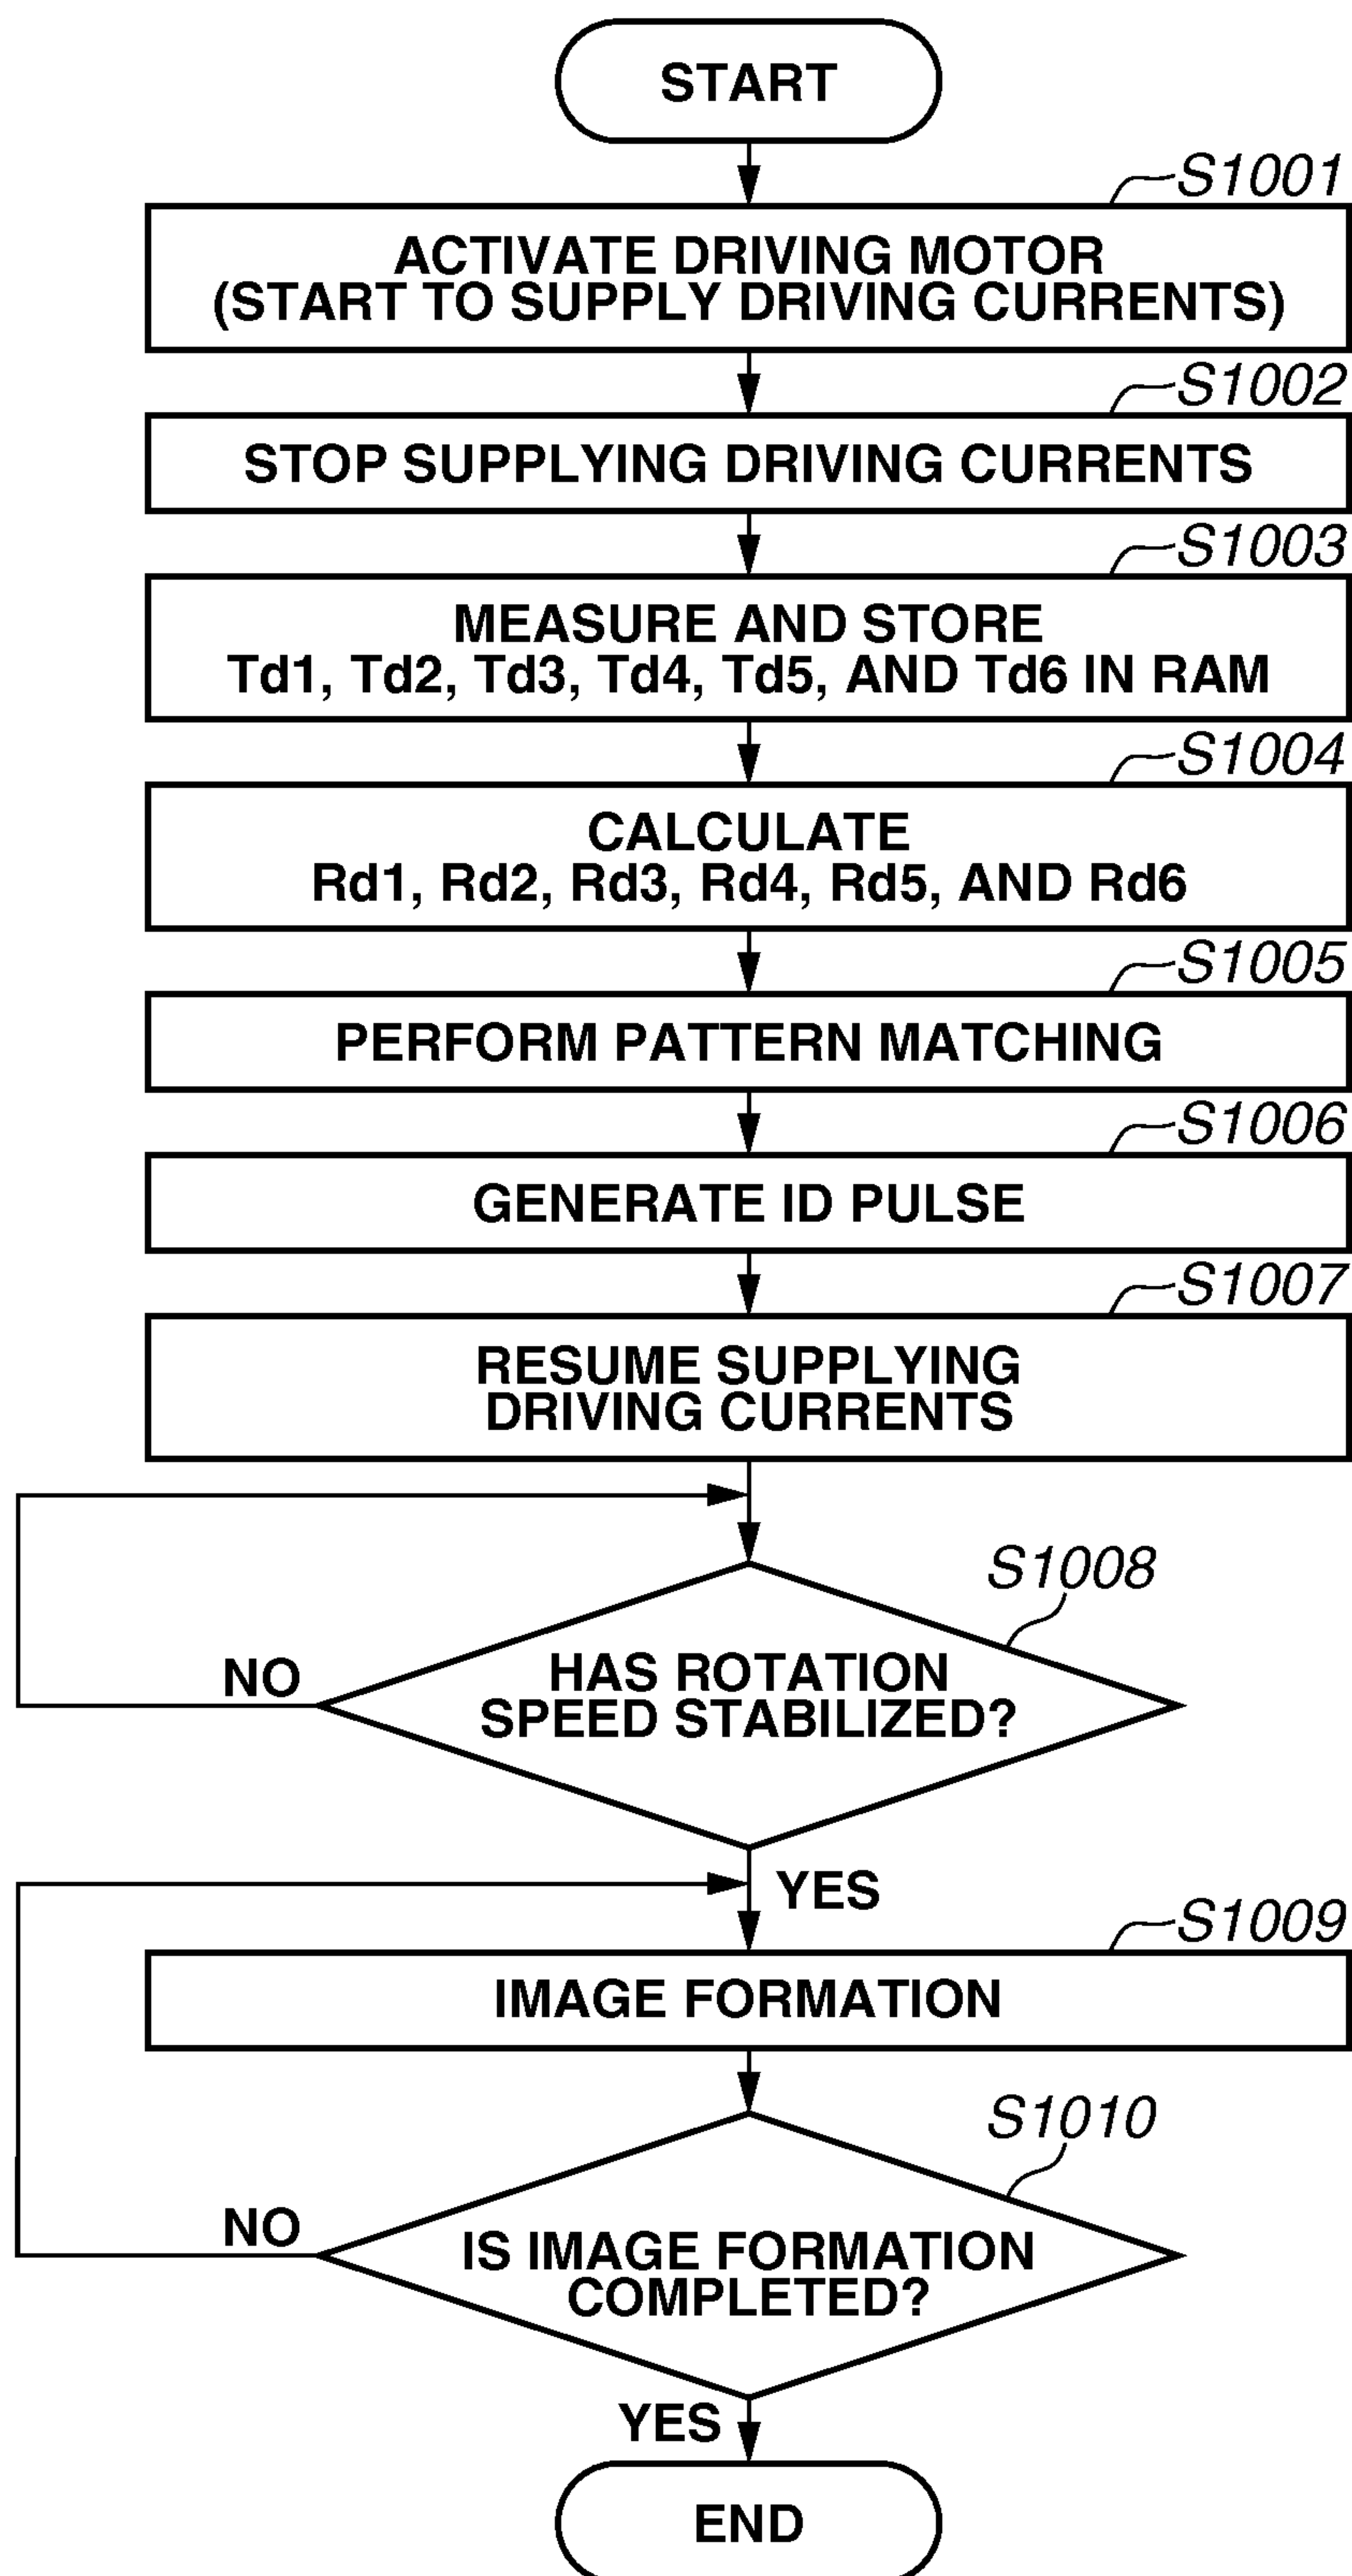 START
S1001
ACTIVATE DRIVING MOTOR
(START TO SUPPLY DRIVING CURRENTS)
S1002
STOP SUPPLYING DRIVING CURRENTS
S1003
MEASURE AND STORE
Td1, Td2, Td3, Td4, Td5, AND Td6 IN RAM
S1004
CALCULATE
Rd1, Rd2, Rd3, Rd4, Rd5, AND Rd6
S1005
PERFORM PATTERN MATCHING
S1006
GENERATE ID PULSE
S1007
RESUME SUPPLYING
DRIVING CURRENTS
S1008
HAS ROTATION
SPEED STABILIZED?
NO
YES
S1009
IMAGE FORMATION
S1010
IS IMAGE FORMATION
COMPLETED?
NO
YES
END